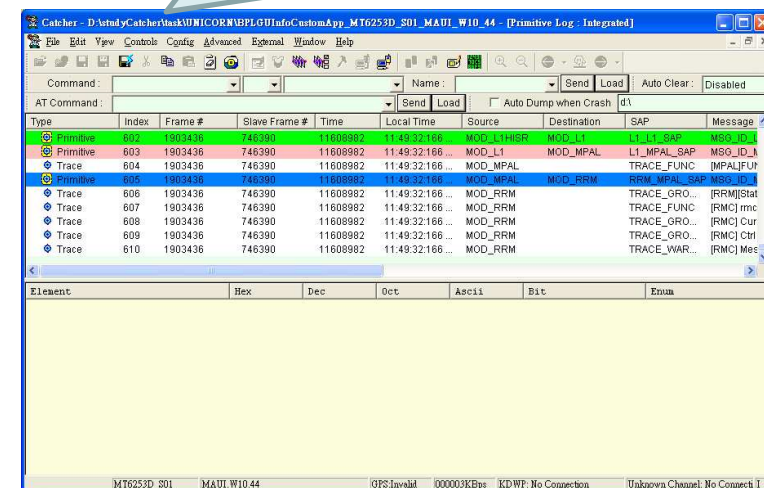 Catcher - D:\studyCatcher\task\UNICORN\BPLGUInfoCustomApp_MT6253D_S01_MAUI_W10_44 - [Primitive Log : Integrated]
File Edit View Controls Config Advanced External Window Help
Command : Name : Send Load Auto Clear : Disabled
AT Command : Send Load Auto Dump when Crash d:\
Type Index Frame # Slave Frame # Time Local Time Source Destination SAP Message
Primitive 602 1903436 746390 11608982 11:49:32:166 ... MOD_L1HISR MOD_L1 L1_L1_SAP MSG_ID_L
Primitive 603 1903436 746390 11608982 11:49:32:166 ... MOD_L1 MOD_MPAL L1_MPAL_SAP MSG_ID_M
Trace 604 1903436 746390 11608982 11:49:32:166 ... MOD_MPAL TRACE_FUNC [MPAL]FUN
Primitive 605 1903436 746390 11608982 11:49:32:166 ... MOD_MPAL MOD_RRM RRM_MPAL_SAP MSG_ID_M
Trace 606 1903436 746390 11608982 11:49:32:166 ... MOD_RRM TRACE_GRO... [RRM][Stat
Trace 607 1903436 746390 11608982 11:49:32:166 ... MOD_RRM TRACE_FUNC [RMC] rmc
Trace 608 1903436 746390 11608982 11:49:32:166 ... MOD_RRM TRACE_GRO... [RMC] Cur
Trace 609 1903436 746390 11608982 11:49:32:166 ... MOD_RRM TRACE_GRO... [RMC] Ctrl
Trace 610 1903436 746390 11608982 11:49:32:166 ... MOD_RRM TRACE_WAR... [RMC] Mes
Element Hex Dec Oct Ascii Bit Enum
MT6253D_S01 MAUI.W10.44 GPS:Invalid 000003KBps KDWP: No Connection Unknown Channel: No Connecti I